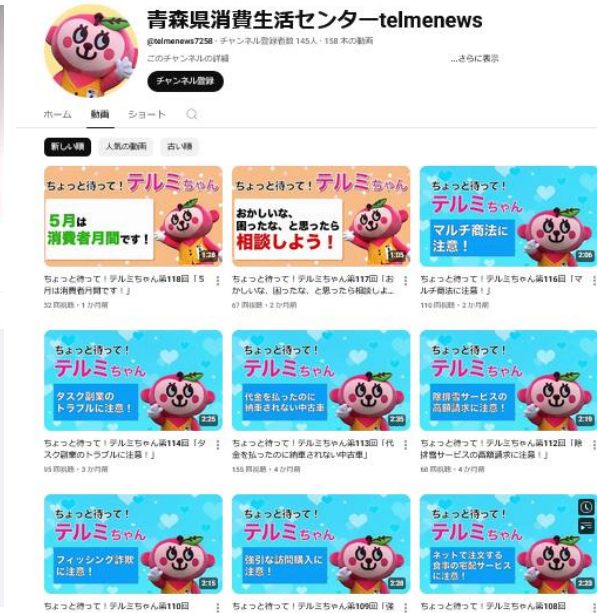 青森県消費生活センターtelmenews
@telmenews7258・チャンネル登録者数 145人・158 本の動画
このチャンネルの詳細 ...さらに表示
チャンネル登録
ホーム 動画 ショート
新しい順 人気の動画 古い順
ちょっと待って！テルミちゃん
5月は
消費者月間です！
1:38
ちょっと待って！テルミちゃん第118回「5
月は消費者月間です！」
32 回視聴・1 か月前
ちょっと待って！テルミちゃん
おかしいな、
困ったな、と思ったら
相談しよう！
1:05
ちょっと待って！テルミちゃん第117回「お
かしいな、困ったな、と思ったら相談しよ...
67 回視聴・2 か月前
ちょっと待って！
テルミちゃん
マルチ商法に
注意！
2:06
ちょっと待って！テルミちゃん第116回「マ
ルチ商法に注意！」
110 回視聴・2 か月前
ちょっと待って！
テルミちゃん
タスク副業の
トラブルに注意！
2:25
ちょっと待って！テルミちゃん第114回「タ
スク副業のトラブルに注意！」
95 回視聴・3 か月前
ちょっと待って！
テルミちゃん
代金を払ったのに
納車されない中古車
2:35
ちょっと待って！テルミちゃん第113回「代
金を払ったのに納車されない中古車」
155 回視聴・4 か月前
ちょっと待って！
テルミちゃん
除排雪サービスの
高額請求に注意！
2:19
ちょっと待って！テルミちゃん第112回「除
排雪サービスの高額請求に注意！」
68 回視聴・4 か月前
ちょっと待って！
テルミちゃん
フィッシング詐欺
に注意！
2:15
ちょっと待って！テルミちゃん第110回
ちょっと待って！
テルミちゃん
強引な訪問購入に
注意！
2:28
ちょっと待って！テルミちゃん第109回「強
ちょっと待って！
テルミちゃん
ネットで注文する
食事の宅配サービス
に注意！
2:23
ちょっと待って！テルミちゃん第108回